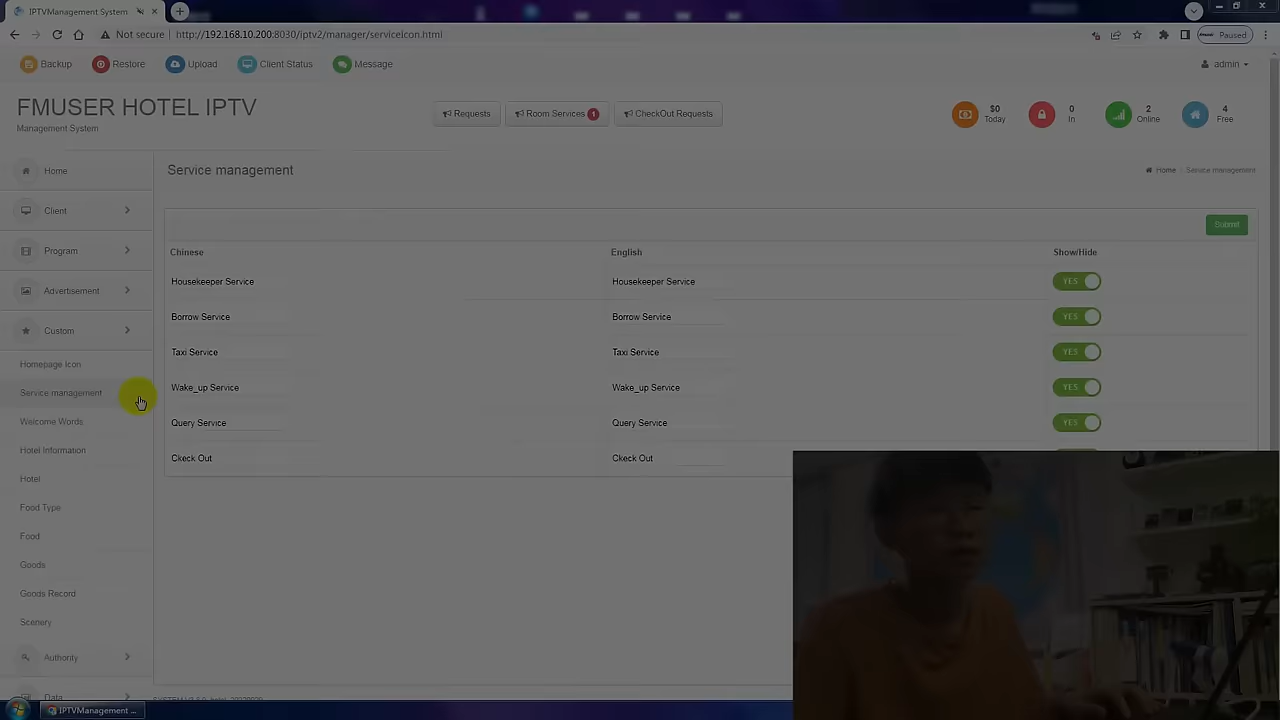 IPTVManagement System
Not secure http://192.168.10.200:8030/iptv2/manager/serviceicon.html
Paused
Backup Restore Upload Client Status Message
admin
FMUSER HOTEL IPTV
Management System
Requests Room Services 1 CheckOut Requests
$0 Today
0 In
2 Online
4 Free
Home
Service management
Home Service management
Client
Program
Advertisement
Custom
Homepage icon
Service management
Welcome Words
Hotel Information
Hotel
Food Type
Food
Goods
Goods Record
Scenery
Authority
Data
Submit
Chinese English Show/Hide
Housekeeper Service Housekeeper Service YES
Borrow Service Borrow Service YES
Taxi Service Taxi Service YES
Wake_up Service Wake_up Service YES
Query Service Query Service YES
Ckeck Out Ckeck Out
IPTVManagement ...